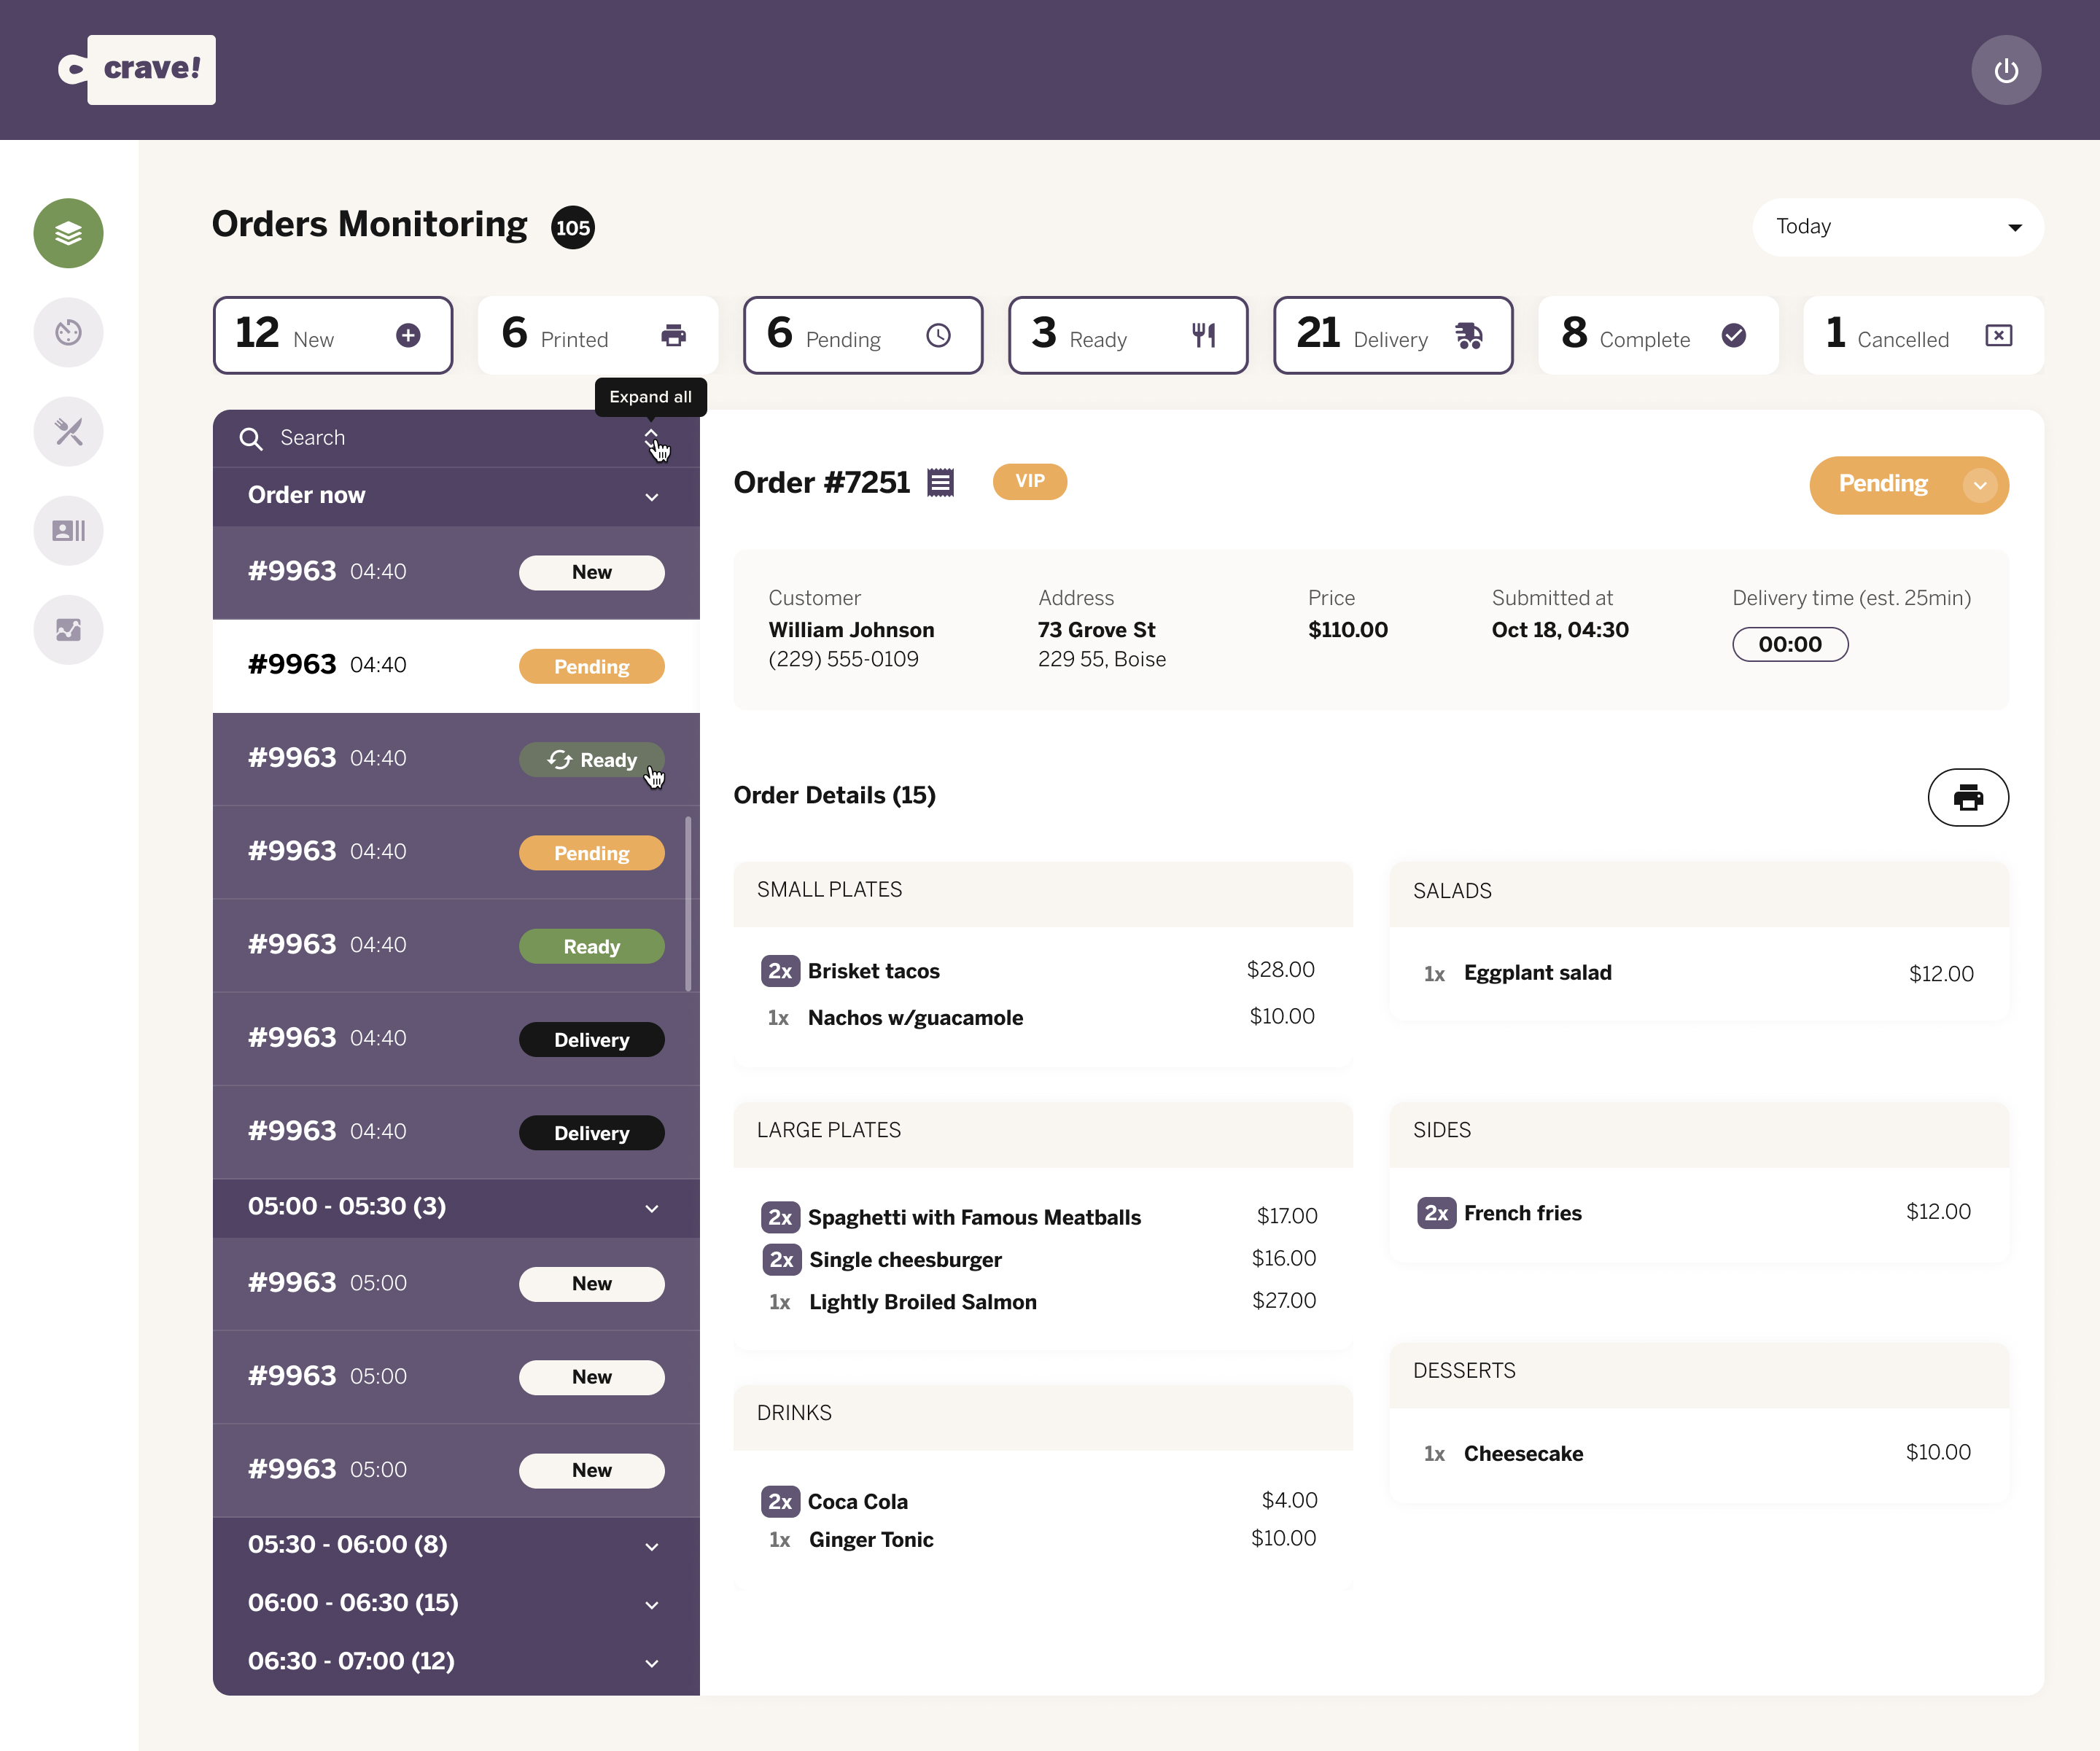 crave!
Orders Monitoring 105
Today
12 New
6 Printed
6 Pending
3 Ready
21 Delivery
8 Complete
1 Cancelled
Expand all
Search
Order now
#9963 04:40 New
#9963 04:40 Pending
#9963 04:40 Ready
#9963 04:40 Pending
#9963 04:40 Ready
#9963 04:40 Delivery
#9963 04:40 Delivery
05:00 - 05:30 (3)
#9963 05:00 New
#9963 05:00 New
#9963 05:00 New
05:30 - 06:00 (8)
06:00 - 06:30 (15)
06:30 - 07:00 (12)
Order #7251 VIP
Pending
Customer
William Johnson
(229) 555-0109
Address
73 Grove St
229 55, Boise
Price
$110.00
Submitted at
Oct 18, 04:30
Delivery time (est. 25min)
00:00
Order Details (15)
SMALL PLATES
2x Brisket tacos $28.00
1x Nachos w/guacamole $10.00
LARGE PLATES
2x Spaghetti with Famous Meatballs $17.00
2x Single cheesburger $16.00
1x Lightly Broiled Salmon $27.00
DRINKS
2x Coca Cola $4.00
1x Ginger Tonic $10.00
SALADS
1x Eggplant salad $12.00
SIDES
2x French fries $12.00
DESSERTS
1x Cheesecake $10.00